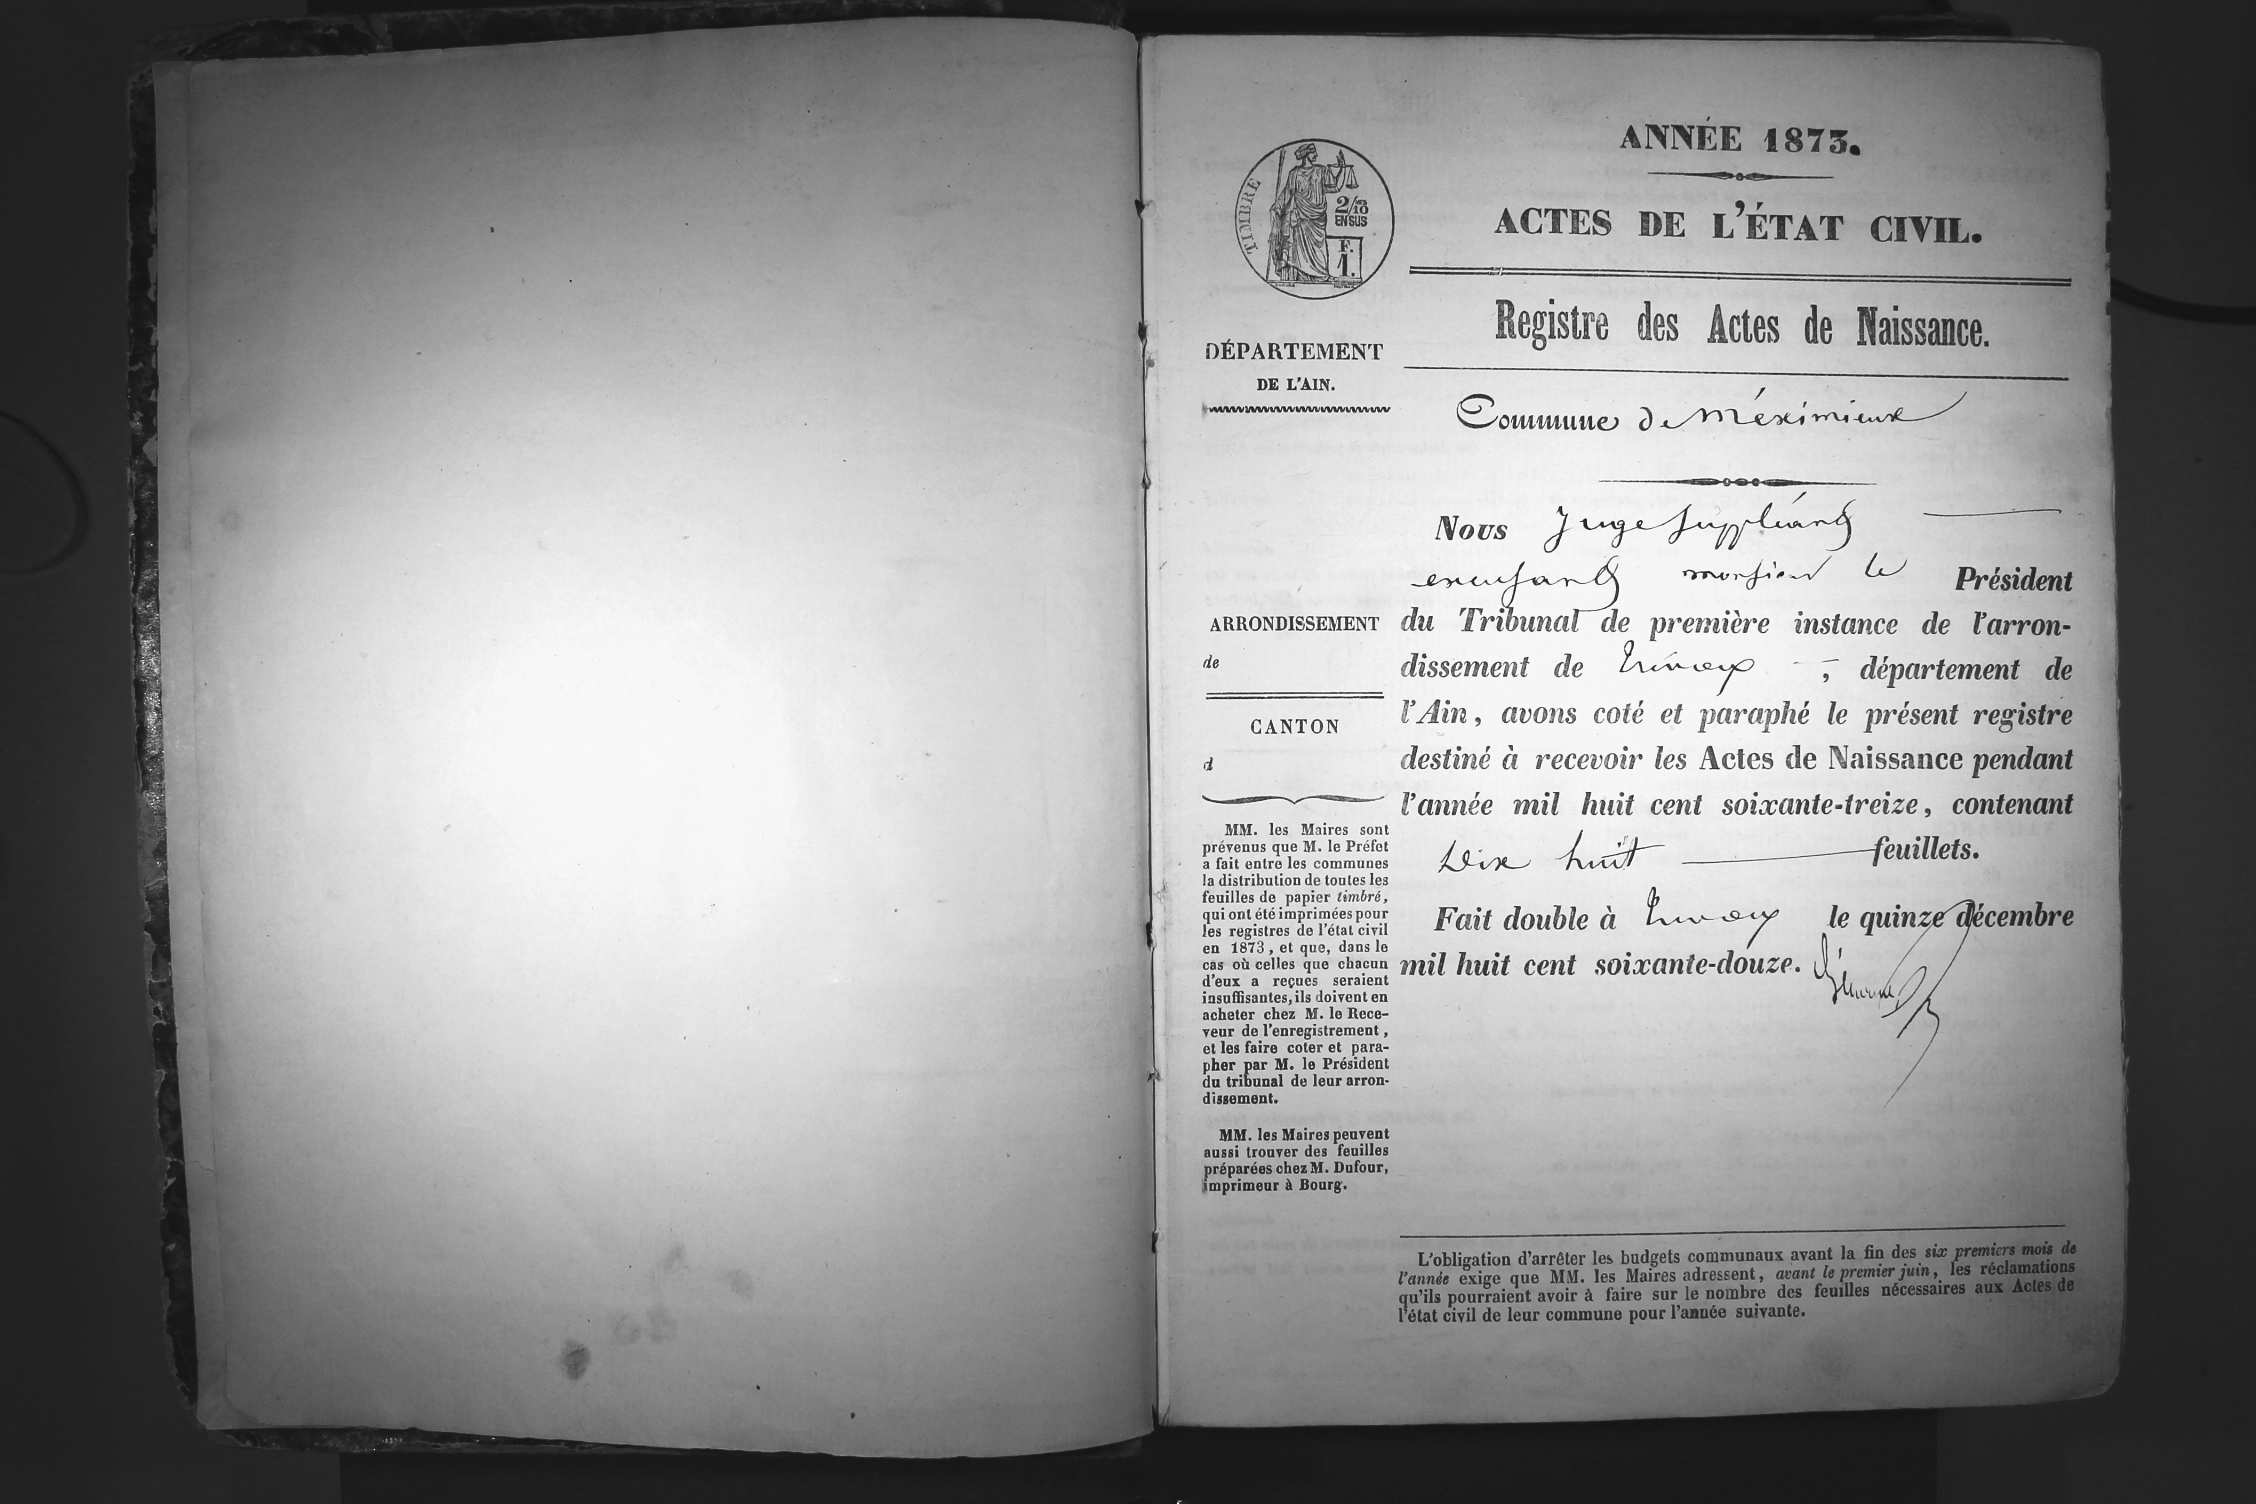 ANNÉE 1873.
ACTES DE L'ÉTAT CIVIL.
TIMBRE
2/10
EN SUS
F.
1.
Registre des Actes de Naissance.
DÉPARTEMENT
DE L'AIN.
Commune de Méximieux
Nous Juge Suppléant
monsieur le Président
du Tribunal de première instance de l'arron-
dissement de Trévoux, département de
l'Ain, avons coté et paraphé le présent registre
destiné à recevoir les Actes de Naissance pendant
l'année mil huit cent soixante-treize, contenant
Dix huit feuillets.
Fait double à Trévoux le quinze décembre
mil huit cent soixante-douze.
ARRONDISSEMENT
de
CANTON
d
MM. les Maires sont
prévenus que M. le Préfet
a fait entre les communes
la distribution de toutes les
feuilles de papier timbré,
qui ont été imprimées pour
les registres de l'état civil
en 1873, et que, dans le
cas où celles que chacun
d'eux a reçues seraient
insuffisantes, ils doivent en
acheter chez M. le Rece-
veur de l'enregistrement,
et les faire coter et para-
pher par M. le Président
du tribunal de leur arron-
dissement.
MM. les Maires peuvent
aussi trouver des feuilles
préparées chez M. Dufour,
imprimeur à Bourg.
L'obligation d'arrêter les budgets communaux avant la fin des six premiers mois de
l'année exige que MM. les Maires adressent, avant le premier juin, les réclamations
qu'ils pourraient avoir à faire sur le nombre des feuilles nécessaires aux Actes de
l'état civil de leur commune pour l'année suivante.